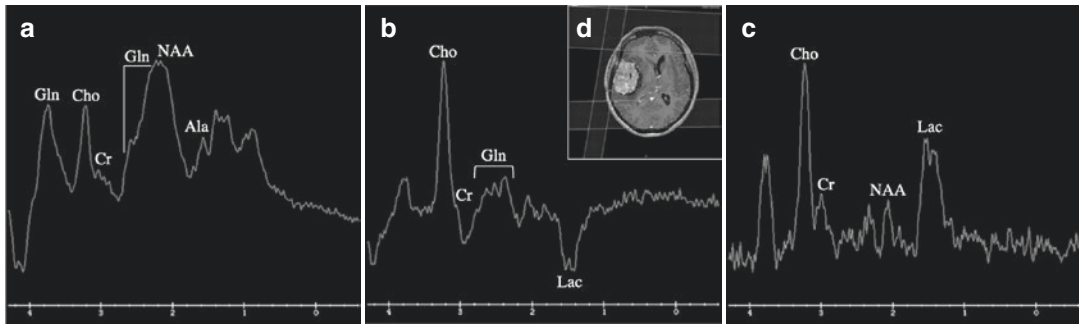 a
Gln NAA
Gln Cho
Cr
Ala
4 3 2 1 0
b
Cho
Gln
Cr
Lac
4 3 2 1 0
d
c
Cho
Lac
Cr
NAA
4 3 2 1 0